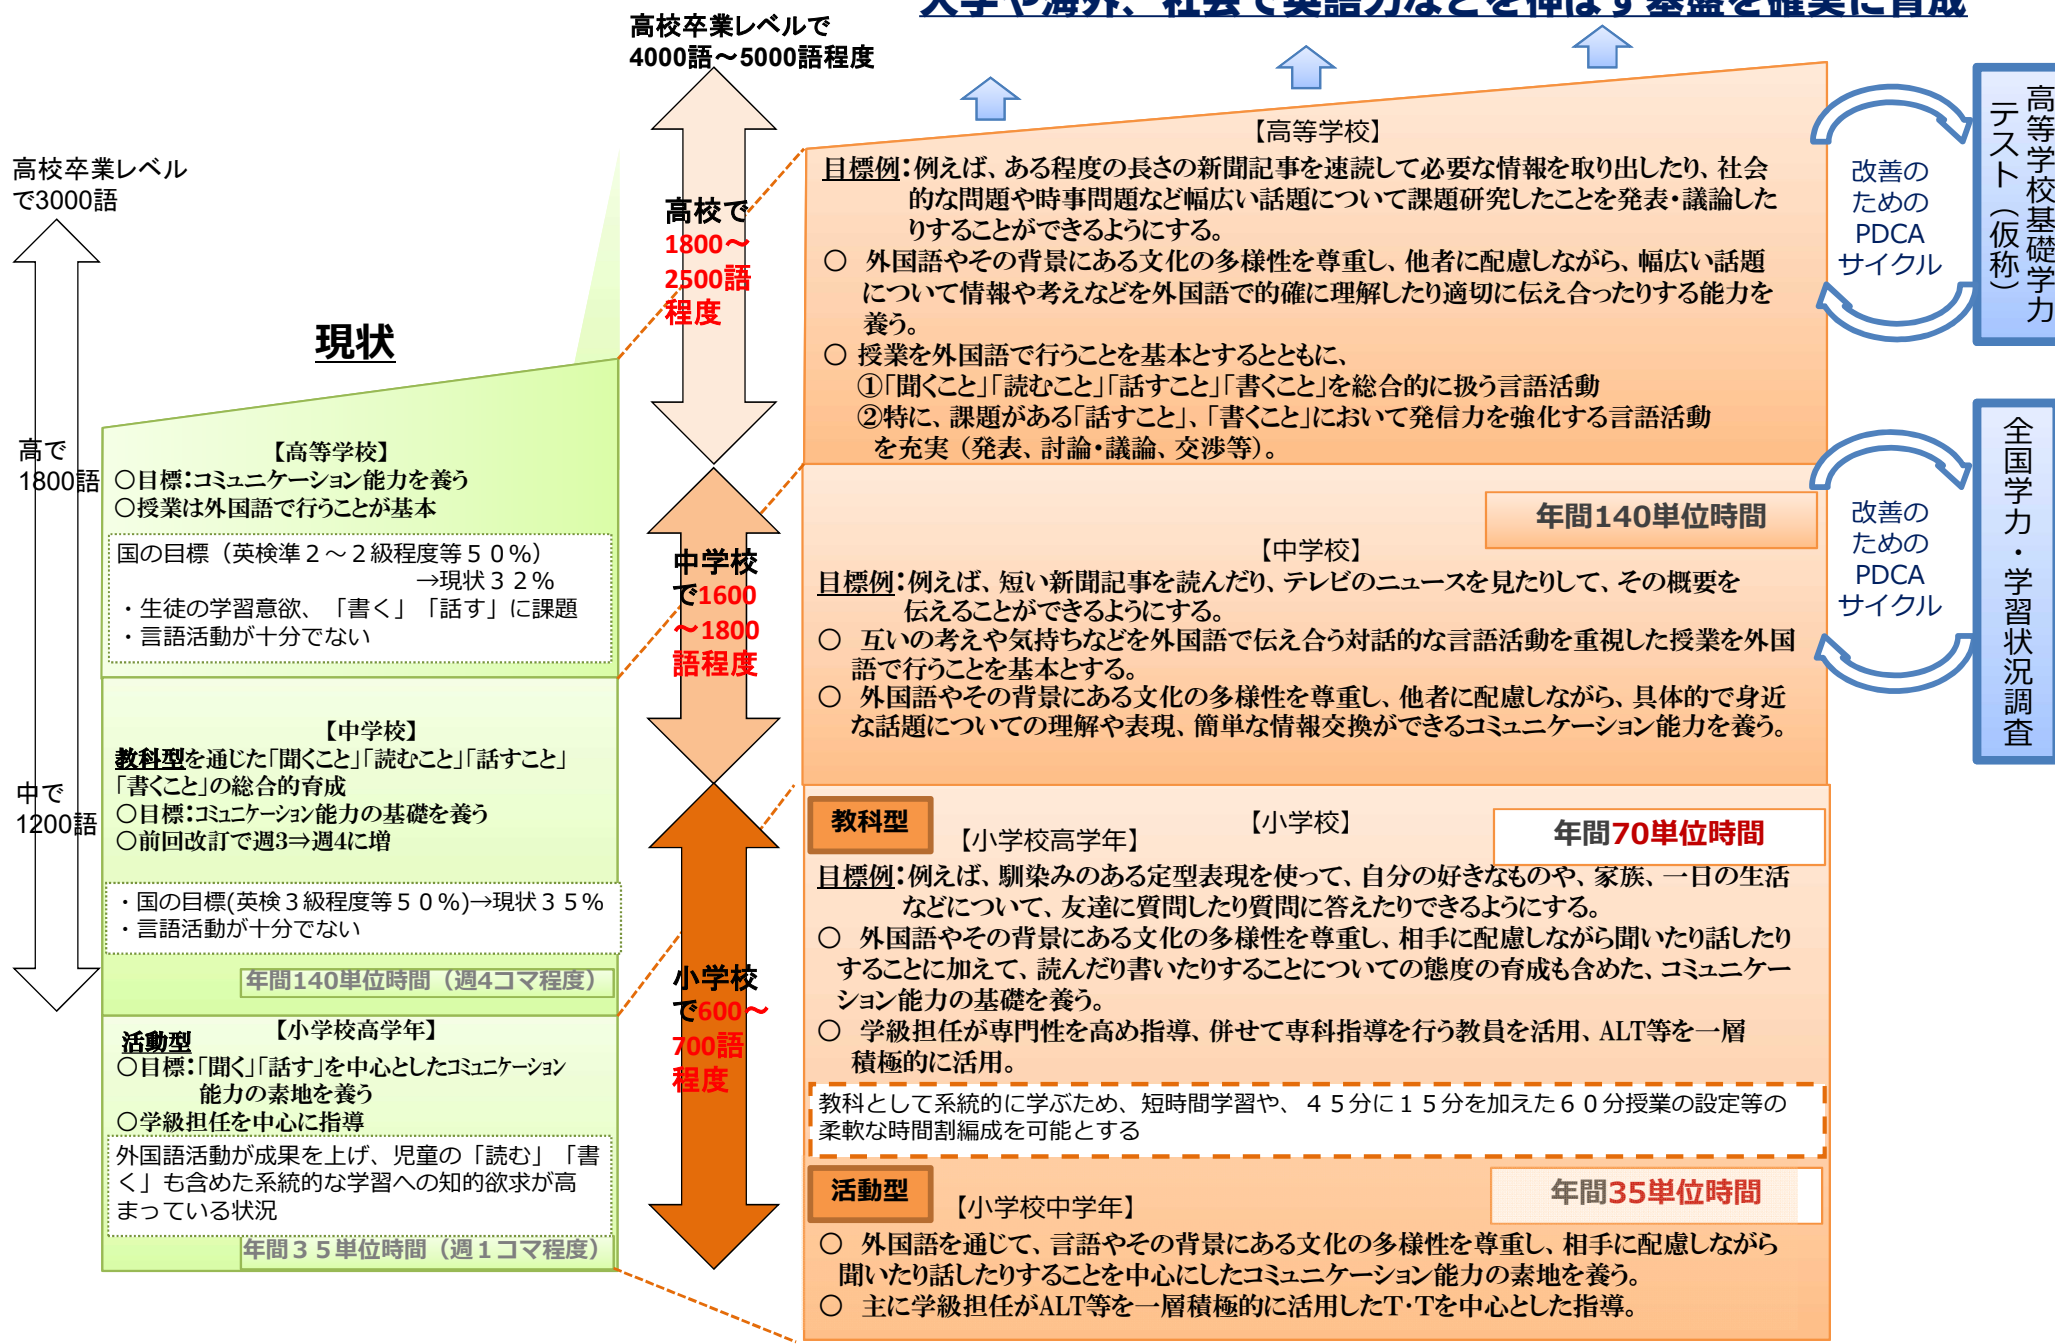 大学や海外、社会で英語力などを伸ばす基盤を確実に育成
高校卒業レベルで
4000語～5000語程度
高校卒業レベル
で3000語
高で
1800語
中で
1200語
現状
【高等学校】
○目標:コミュニケーション能力を養う
○授業は外国語で行うことが基本
国の目標（英検準２～２級程度等５０%）
→現状３２%
・生徒の学習意欲、「書く」「話す」に課題
・言語活動が十分でない
【中学校】
教科型を通じた「聞くこと」「読むこと」「話すこと」
「書くこと」の総合的育成
○目標:コミュニケーション能力の基礎を養う
○前回改訂で週3⇒週4に増
・国の目標(英検３級程度等５０%)→現状３５%
・言語活動が十分でない
年間140単位時間（週4コマ程度）
【小学校高学年】
活動型
○目標:「聞く」「話す」を中心としたコミュニケーション
能力の素地を養う
○学級担任を中心に指導
外国語活動が成果を上げ、児童の「読む」「書
く」も含めた系統的な学習への知的欲求が高
まっている状況
年間３５単位時間（週１コマ程度）
高校で
1800～
2500語
程度
中学校
で1600
～1800
語程度
小学校
で600～
700語
程度
【高等学校】
目標例:例えば、ある程度の長さの新聞記事を速読して必要な情報を取り出したり、社会
的な問題や時事問題など幅広い話題について課題研究したことを発表・議論した
りすることができるようにする。
○ 外国語やその背景にある文化の多様性を尊重し、他者に配慮しながら、幅広い話題
について情報や考えなどを外国語で的確に理解したり適切に伝え合ったりする能力を
養う。
○ 授業を外国語で行うことを基本とするとともに、
①「聞くこと」「読むこと」「話すこと」「書くこと」を総合的に扱う言語活動
②特に、課題がある「話すこと」、「書くこと」において発信力を強化する言語活動
を充実（発表、討論・議論、交渉等）。
年間140単位時間
【中学校】
目標例:例えば、短い新聞記事を読んだり、テレビのニュースを見たりして、その概要を
伝えることができるようにする。
○ 互いの考えや気持ちなどを外国語で伝え合う対話的な言語活動を重視した授業を外国
語で行うことを基本とする。
○ 外国語やその背景にある文化の多様性を尊重し、他者に配慮しながら、具体的で身近
な話題についての理解や表現、簡単な情報交換ができるコミュニケーション能力を養う。
教科型
【小学校高学年】
【小学校】
年間70単位時間
目標例:例えば、馴染みのある定型表現を使って、自分の好きなものや、家族、一日の生活
などについて、友達に質問したり質問に答えたりできるようにする。
○ 外国語やその背景にある文化の多様性を尊重し、相手に配慮しながら聞いたり話したり
することに加えて、読んだり書いたりすることについての態度の育成も含めた、コミュニケー
ション能力の基礎を養う。
○ 学級担任が専門性を高め指導、併せて専科指導を行う教員を活用、ALT等を一層
積極的に活用。
教科として系統的に学ぶため、短時間学習や、４５分に１５分を加えた６０分授業の設定等の
柔軟な時間割編成を可能とする
活動型
【小学校中学年】
年間35単位時間
○ 外国語を通じて、言語やその背景にある文化の多様性を尊重し、相手に配慮しながら
聞いたり話したりすることを中心にしたコミュニケーション能力の素地を養う。
○ 主に学級担任がALT等を一層積極的に活用したT・Tを中心とした指導。
改善の
ための
PDCA
サイクル
高等学校基礎学力
テスト（仮称）
改善の
ための
PDCA
サイクル
全国学力・学習状況調査